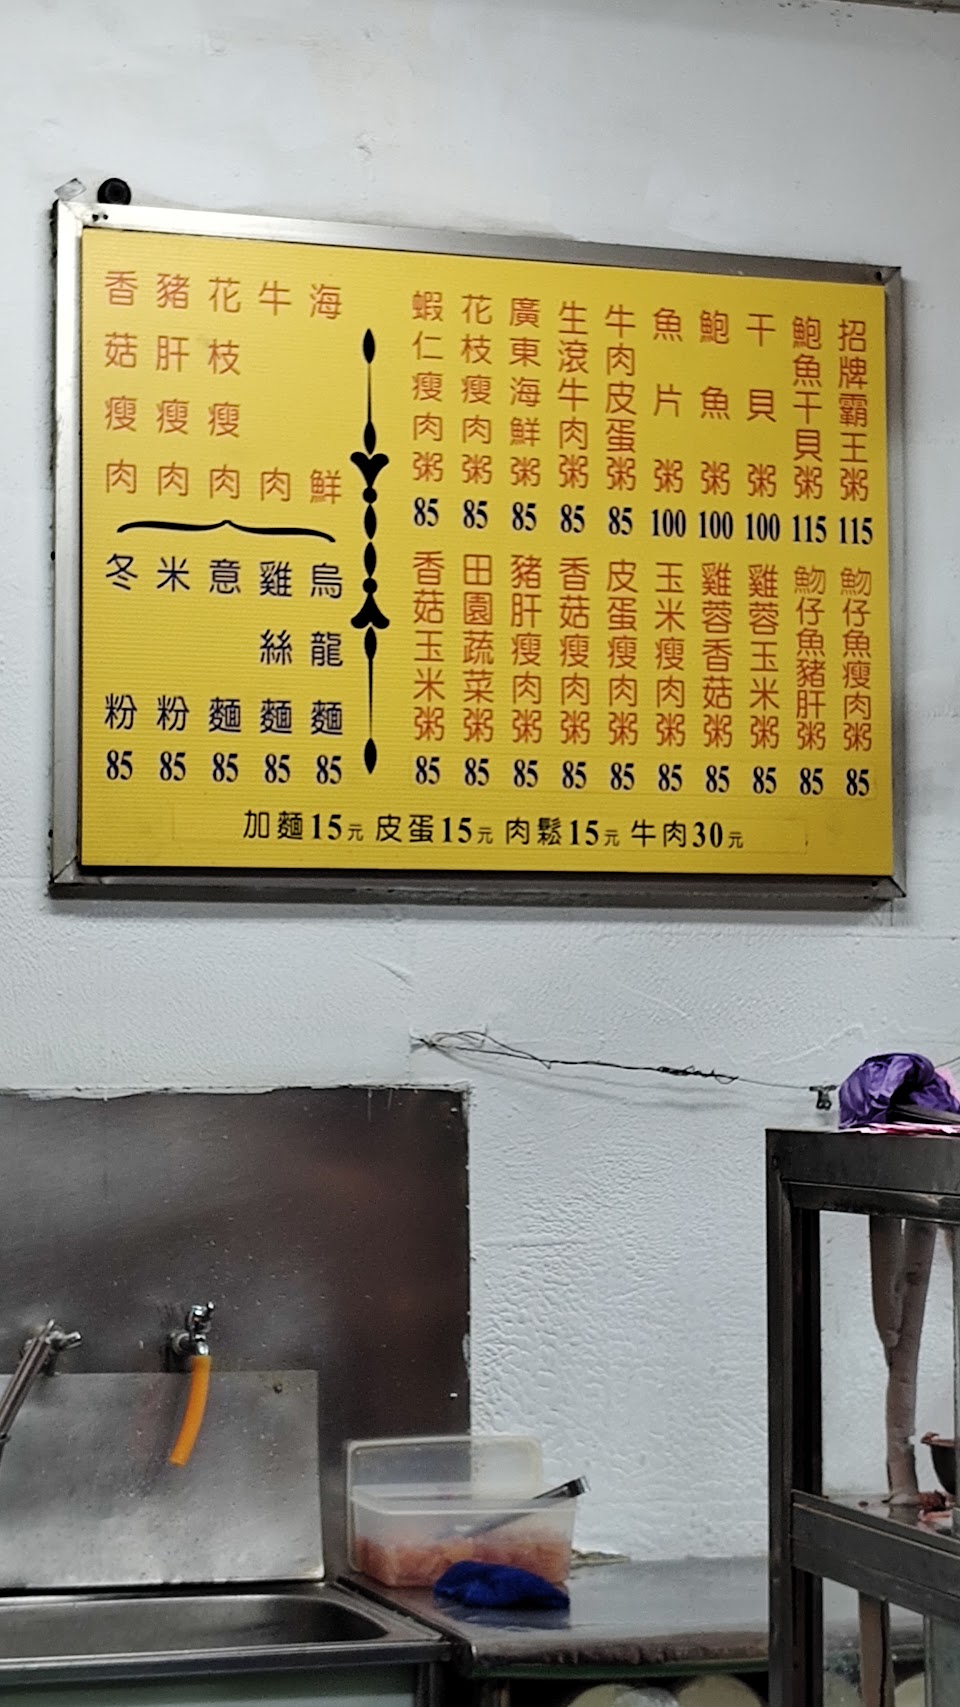 招牌霸王粥 115
鮑魚干貝粥 115
干貝粥 100
鮑魚粥 100
魚片粥 100
牛肉皮蛋粥 85
生滾牛肉粥 85
廣東海鮮粥 85
花枝瘦肉粥 85
蝦仁瘦肉粥 85
魩仔魚瘦肉粥 85
魩仔魚豬肝粥 85
雞蓉玉米粥 85
雞蓉香菇粥 85
玉米瘦肉粥 85
皮蛋瘦肉粥 85
香菇瘦肉粥 85
豬肝瘦肉粥 85
田園蔬菜粥 85
香菇玉米粥 85
海鮮
牛肉
花枝瘦肉
豬肝瘦肉
香菇瘦肉
烏龍麵 85
雞絲麵 85
意麵 85
米粉 85
冬粉 85
加麵15元 皮蛋15元 肉鬆15元 牛肉30元